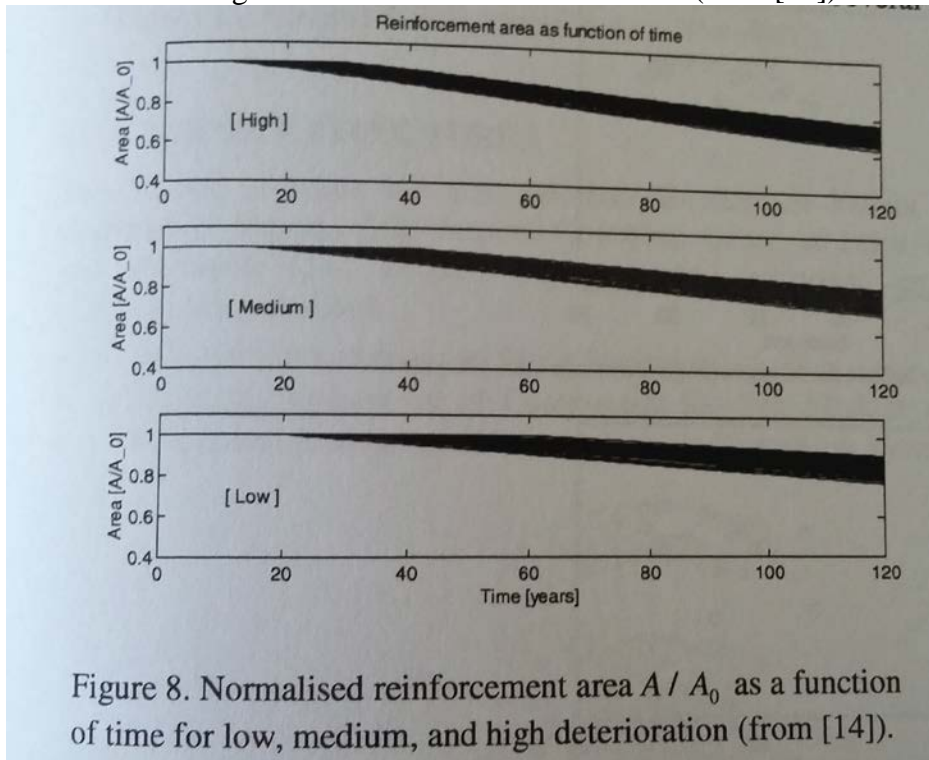 Reinforcement area as function of time
Area [A/A_0]
1
0.8
0.6
0.4
[ High ]
0 20 40 60 80 100 120
Area [A/A_0]
1
0.8
0.6
0.4
[ Medium ]
0 20 40 60 80 100 120
Area [A/A_0]
1
0.8
0.6
0.4
[ Low ]
0 20 40 60 80 100 120
Time [years]
Figure 8. Normalised reinforcement area A / A₀ as a function
of time for low, medium, and high deterioration (from [14]).